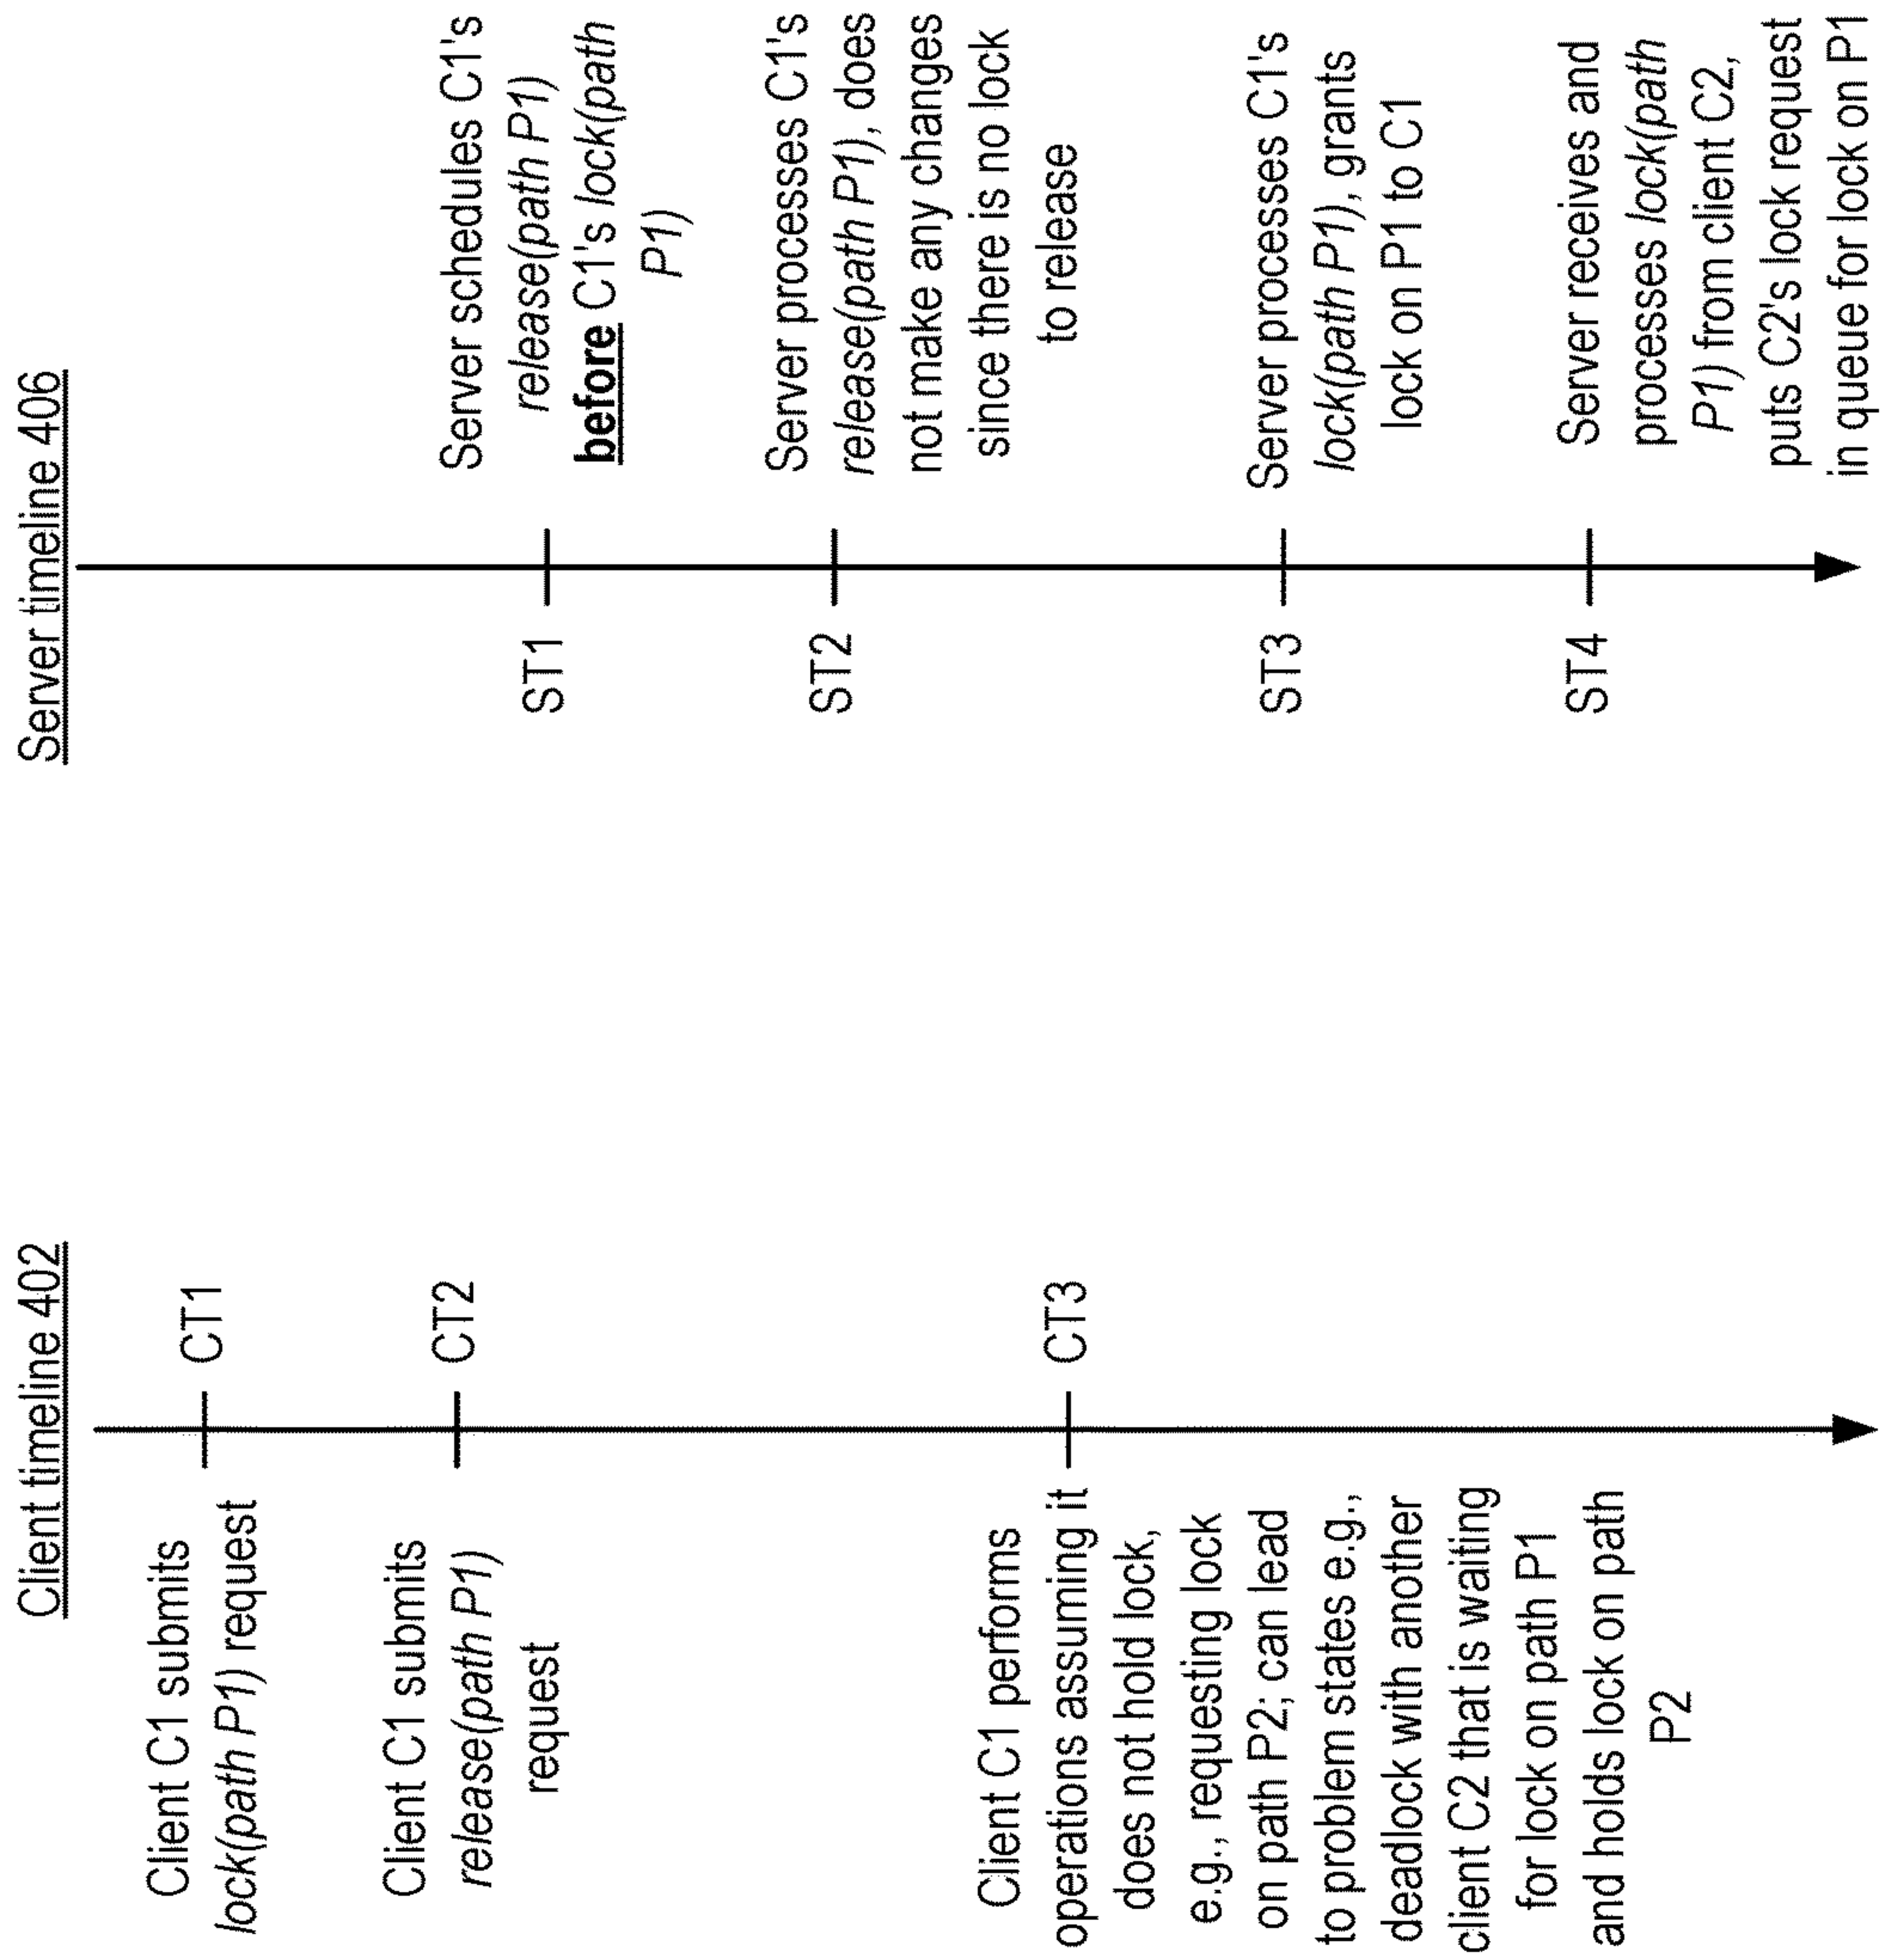 Client timeline 402
Client C1 submits
lock(path P1) request
CT1
Client C1 submits
release(path P1)
request
CT2
Client C1 performs
operations assuming it
does not hold lock,
e.g., requesting lock
on path P2; can lead
to problem states e.g.,
deadlock with another
client C2 that is waiting
for lock on path P1
and holds lock on path
P2
CT3
Server timeline 406
ST1
Server schedules C1's
release(path P1)
before C1's lock(path
P1)
ST2
Server processes C1's
release(path P1), does
not make any changes
since there is no lock
to release
ST3
Server processes C1's
lock(path P1), grants
lock on P1 to C1
ST4
Server receives and
processes lock(path
P1) from client C2,
puts C2's lock request
in queue for lock on P1